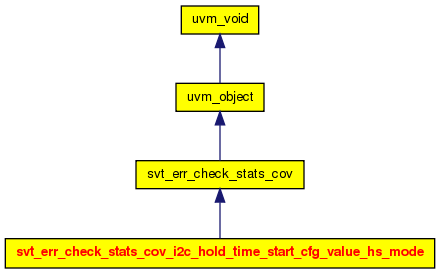 uvm_void
uvm_object
svt_err_check_stats_cov
svt_err_check_stats_cov_i2c_hold_time_start_cfg_value_hs_mode